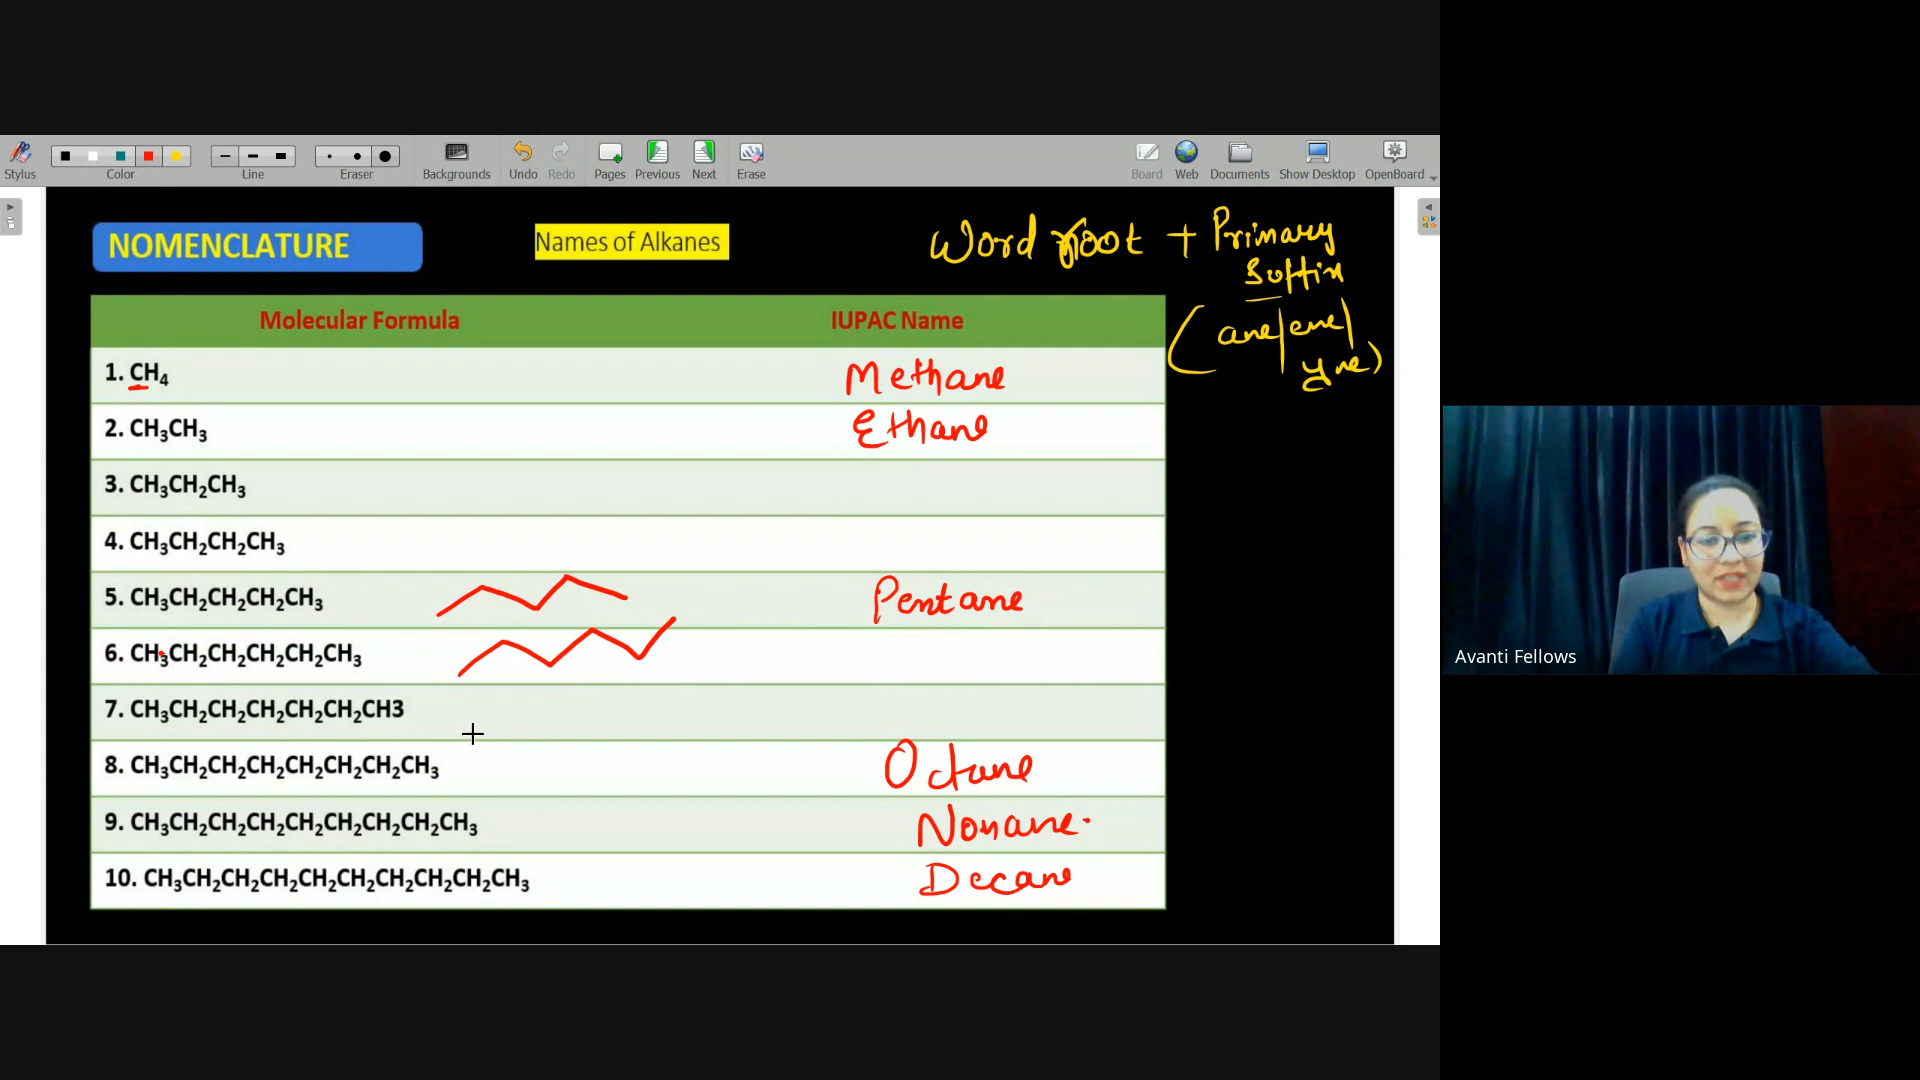 Stylus
Color
Line
Eraser
Backgrounds
Undo
Redo
Pages
Previous
Next
Erase
Board
Web
Documents
Show Desktop
OpenBoard
NOMENCLATURE
Names of Alkanes
Word root + Primary
Suffix
(ane/ene/
yne)
Molecular Formula IUPAC Name
1. CH₄ Methane
2. CH₃CH₃ Ethane
3. CH₃CH₂CH₃
4. CH₃CH₂CH₂CH₃
5. CH₃CH₂CH₂CH₂CH₃ Pentane
6. CH₃CH₂CH₂CH₂CH₂CH₃
7. CH₃CH₂CH₂CH₂CH₂CH₂CH3
8. CH₃CH₂CH₂CH₂CH₂CH₂CH₂CH₃ Octane
9. CH₃CH₂CH₂CH₂CH₂CH₂CH₂CH₂CH₃ Nonane.
10. CH₃CH₂CH₂CH₂CH₂CH₂CH₂CH₂CH₂CH₃ Decane
Avanti Fellows